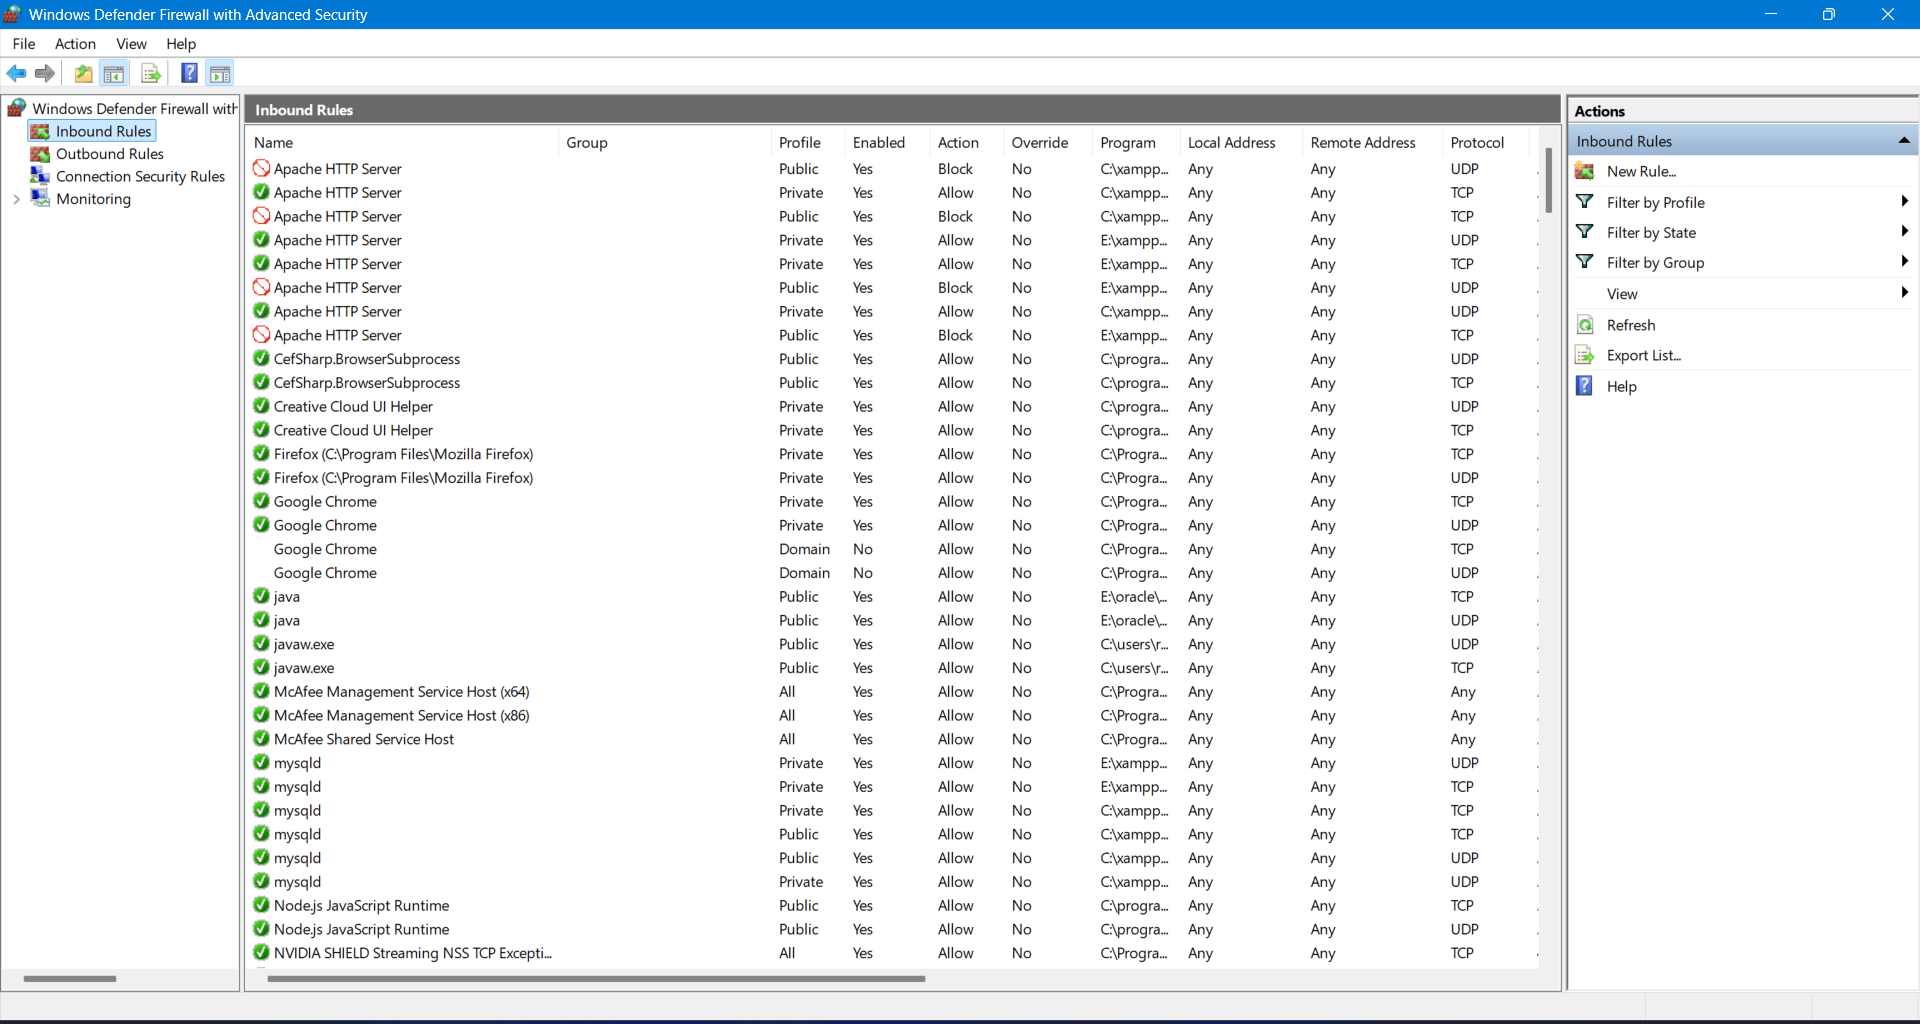 Windows Defender Firewall with Advanced Security
File Action View Help
Windows Defender Firewall with
Inbound Rules
Outbound Rules
Connection Security Rules
Monitoring
Inbound Rules
Name Group Profile Enabled Action Override Program Local Address Remote Address Protocol
Apache HTTP Server Public Yes Block No C:\xampp... Any Any UDP
Apache HTTP Server Private Yes Allow No C:\xampp... Any Any TCP
Apache HTTP Server Public Yes Block No C:\xampp... Any Any TCP
Apache HTTP Server Private Yes Allow No E:\xampp... Any Any UDP
Apache HTTP Server Private Yes Allow No E:\xampp... Any Any TCP
Apache HTTP Server Public Yes Block No E:\xampp... Any Any UDP
Apache HTTP Server Private Yes Allow No C:\xampp... Any Any UDP
Apache HTTP Server Public Yes Block No E:\xampp... Any Any TCP
CefSharp.BrowserSubprocess Public Yes Allow No C:\progra... Any Any UDP
CefSharp.BrowserSubprocess Public Yes Allow No C:\progra... Any Any TCP
Creative Cloud UI Helper Private Yes Allow No C:\progra... Any Any UDP
Creative Cloud UI Helper Private Yes Allow No C:\progra... Any Any TCP
Firefox (C:\Program Files\Mozilla Firefox) Private Yes Allow No C:\Progra... Any Any TCP
Firefox (C:\Program Files\Mozilla Firefox) Private Yes Allow No C:\Progra... Any Any UDP
Google Chrome Private Yes Allow No C:\Progra... Any Any TCP
Google Chrome Private Yes Allow No C:\Progra... Any Any UDP
Google Chrome Domain No Allow No C:\Progra... Any Any TCP
Google Chrome Domain No Allow No C:\Progra... Any Any UDP
java Public Yes Allow No E:\oracle\... Any Any TCP
java Public Yes Allow No E:\oracle\... Any Any UDP
javaw.exe Public Yes Allow No C:\users\r... Any Any UDP
javaw.exe Public Yes Allow No C:\users\r... Any Any TCP
McAfee Management Service Host (x64) All Yes Allow No C:\Progra... Any Any Any
McAfee Management Service Host (x86) All Yes Allow No C:\Progra... Any Any Any
McAfee Shared Service Host All Yes Allow No C:\Progra... Any Any Any
mysqld Private Yes Allow No E:\xampp... Any Any UDP
mysqld Private Yes Allow No E:\xampp... Any Any TCP
mysqld Private Yes Allow No C:\xampp... Any Any TCP
mysqld Public Yes Allow No C:\xampp... Any Any TCP
mysqld Public Yes Allow No C:\xampp... Any Any UDP
mysqld Private Yes Allow No C:\xampp... Any Any UDP
Node.js JavaScript Runtime Public Yes Allow No C:\progra... Any Any TCP
Node.js JavaScript Runtime Public Yes Allow No C:\progra... Any Any UDP
NVIDIA SHIELD Streaming NSS TCP Excepti... All Yes Allow No C:\Progra... Any Any TCP
Actions
Inbound Rules
New Rule...
Filter by Profile
Filter by State
Filter by Group
View
Refresh
Export List...
Help